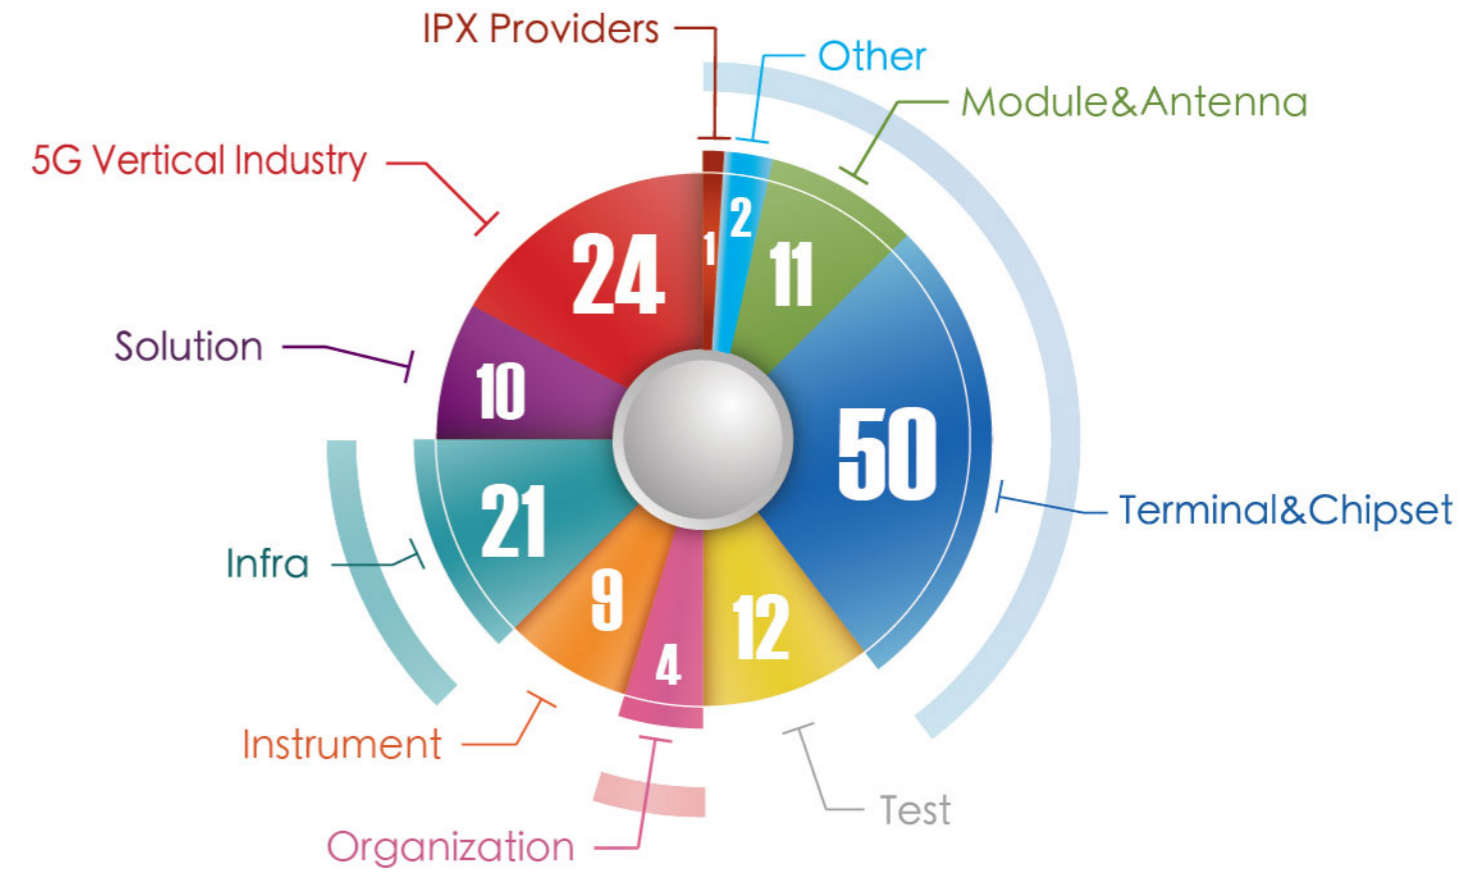 IPX Providers
Other
Module&Antenna
5G Vertical Industry
1
2
11
24
Solution
10
50
Terminal&Chipset
21
Infra
9
12
4
Instrument
Test
Organization